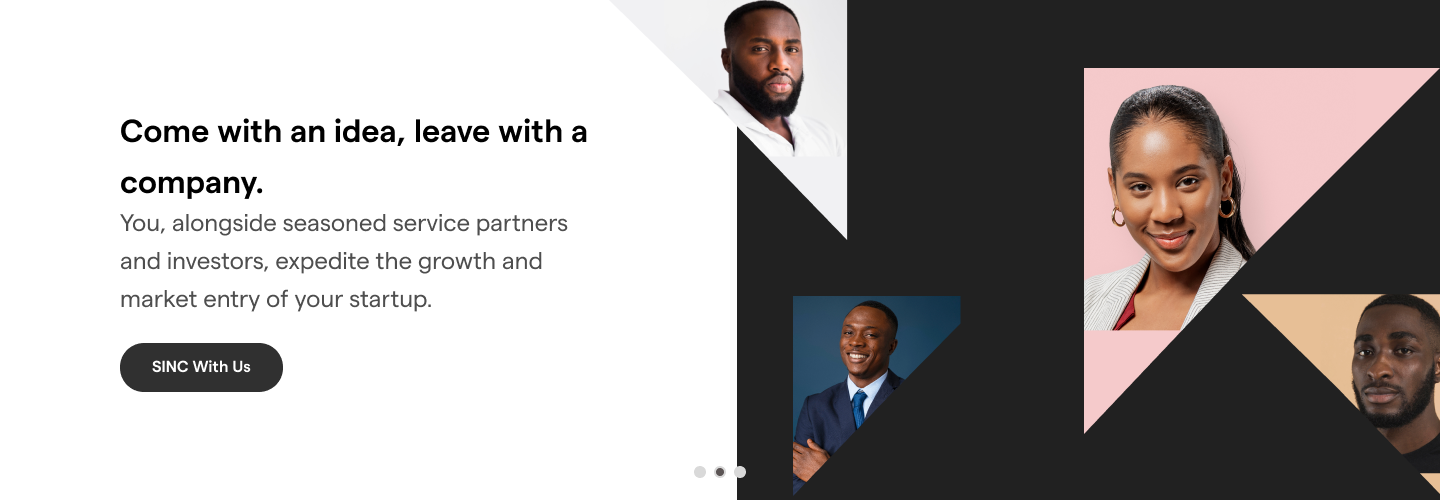 Come with an idea, leave with a
company.
You, alongside seasoned service partners
and investors, expedite the growth and
market entry of your startup.
SINC With Us